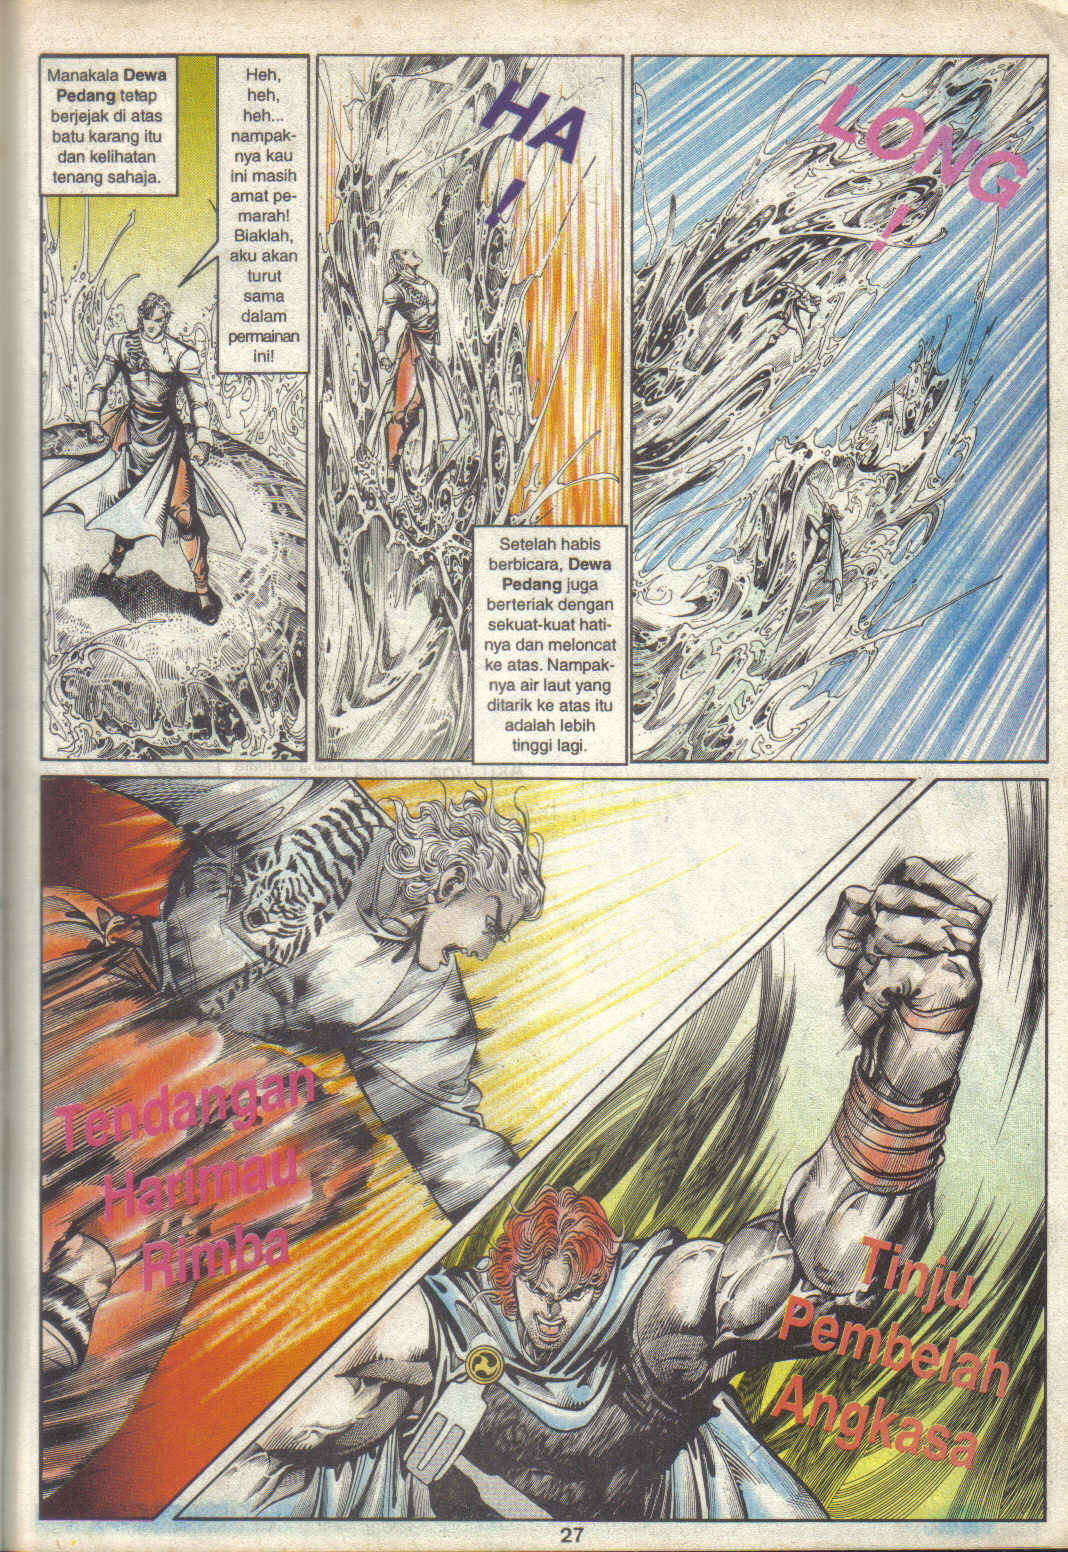 Manakala Dewa
Pedang tetap
berjejak di atas
batu karang itu
dan kelihatan
tenang sahaja.
Heh,
heh,
heh...
nampak-
nya kau
ini masih
amat pe-
marah!
Biaklah,
aku akan
turut
sama
dalam
permainan
ini!
HA
!
Setelah habis
berbicara, Dewa
Pedang juga
berteriak dengan
sekuat-kuat hati-
nya dan meloncat
ke atas. Nampak-
nya air laut yang
ditarik ke atas itu
adalah lebih
tinggi lagi.
LONG
!
Tendangan
Harimau
Rimba
Tinju
Pembelah
Angkasa
27